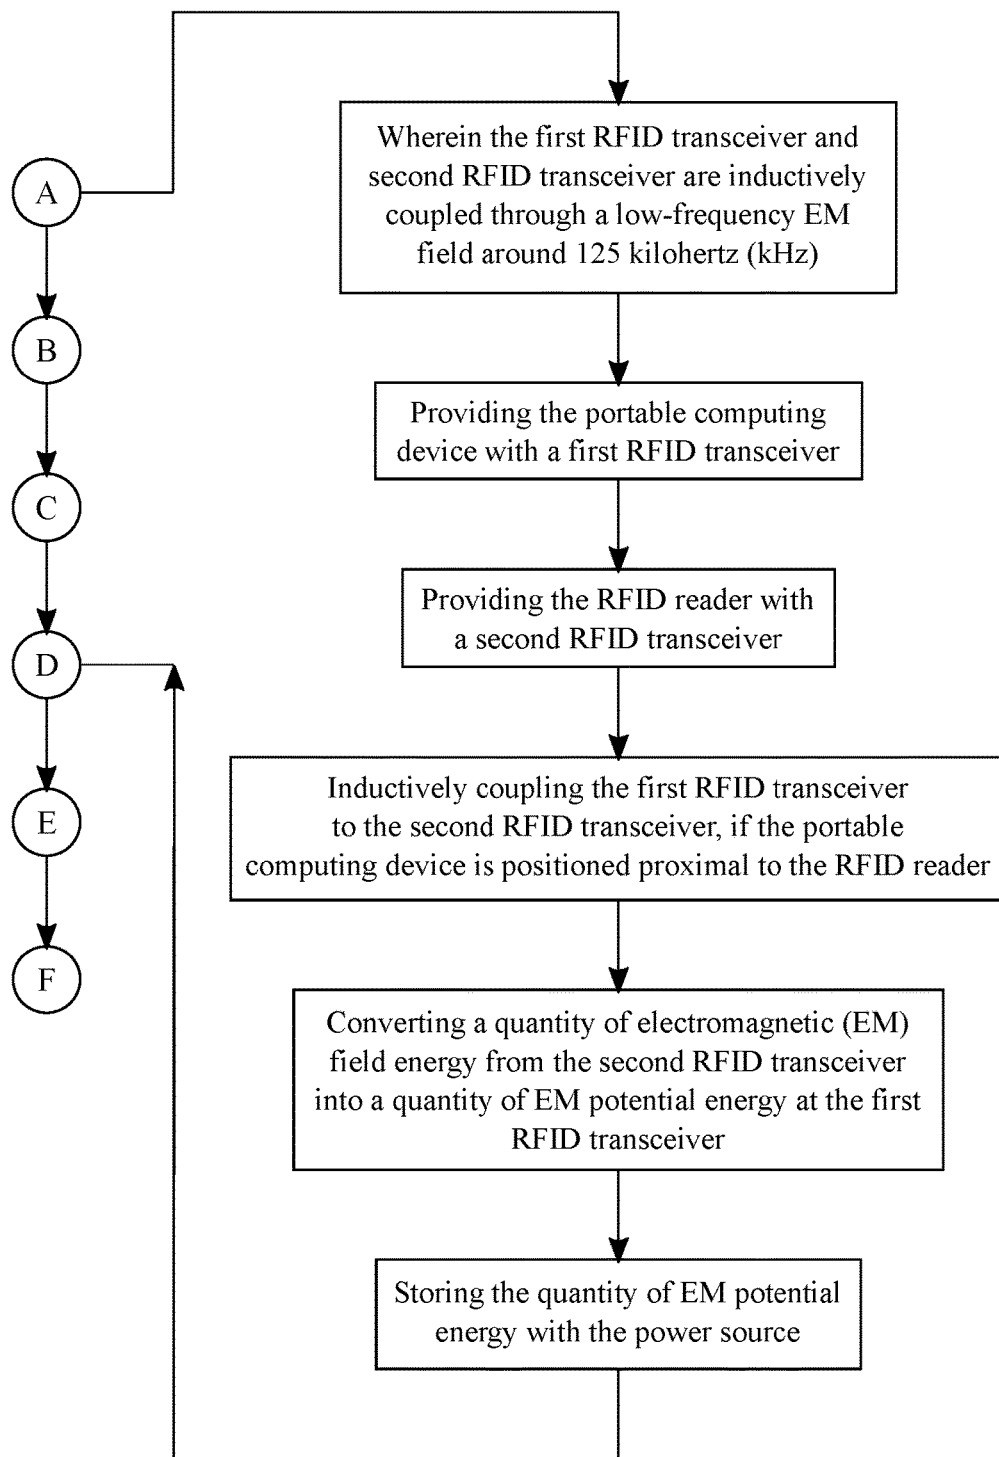 A
B
C
D
E
F
Wherein the first RFID transceiver and
second RFID transceiver are inductively
coupled through a low-frequency EM
field around 125 kilohertz (kHz)
Providing the portable computing
device with a first RFID transceiver
Providing the RFID reader with
a second RFID transceiver
Inductively coupling the first RFID transceiver
to the second RFID transceiver, if the portable
computing device is positioned proximal to the RFID reader
Converting a quantity of electromagnetic (EM)
field energy from the second RFID transceiver
into a quantity of EM potential energy at the first
RFID transceiver
Storing the quantity of EM potential
energy with the power source